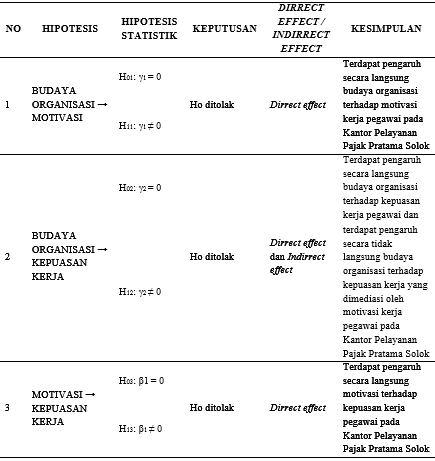 NO
HIPOTESIS
HIPOTESIS
STATISTIK
KEPUTUSAN
DIRRECT
EFFECT /
INDIRRECT
EFFECT
KESIMPULAN
1
BUDAYA
ORGANISASI →
MOTIVASI
H01: γ1 = 0
H11: γ1 ≠ 0
Ho ditolak
Dirrect effect
Terdapat pengaruh
secara langsung
budaya organisasi
terhadap motivasi
kerja pegawai pada
Kantor Pelayanan
Pajak Pratama Solok
2
BUDAYA
ORGANISASI →
KEPUASAN
KERJA
H02: γ2 = 0
H12: γ2 ≠ 0
Ho ditolak
Dirrect effect
dan Indirrect
effect
Terdapat pengaruh
secara langsung
budaya organisasi
terhadap kepuasan
kerja pegawai dan
terdapat pengaruh
secara tidak
langsung budaya
organisasi terhadap
kepuasan kerja yang
dimediasi oleh
motivasi kerja
pegawai pada
Kantor Pelayanan
Pajak Pratama Solok
3
MOTIVASI →
KEPUASAN
KERJA
H03: β1 = 0
H13: β1 ≠ 0
Ho ditolak
Dirrect effect
Terdapat pengaruh
secara langsung
motivasi terhadap
kepuasan kerja
pegawai pada
Kantor Pelayanan
Pajak Pratama Solok